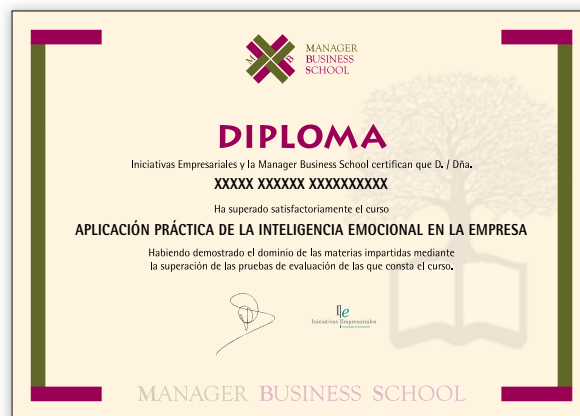 M B
MANAGER
BUSINESS
SCHOOL
DIPLOMA
Iniciativas Empresariales y la Manager Business School certifican que D. / Dña.
XXXXX XXXXXX XXXXXXXXXX
Ha superado satisfactoriamente el curso
APLICACIÓN PRÁCTICA DE LA INTELIGENCIA EMOCIONAL EN LA EMPRESA
Habiendo demostrado el dominio de las materias impartidas mediante
la superación de las pruebas de evaluación de las que consta el curso.
Ie
Iniciativas Empresariales
MANAGER BUSINESS SCHOOL